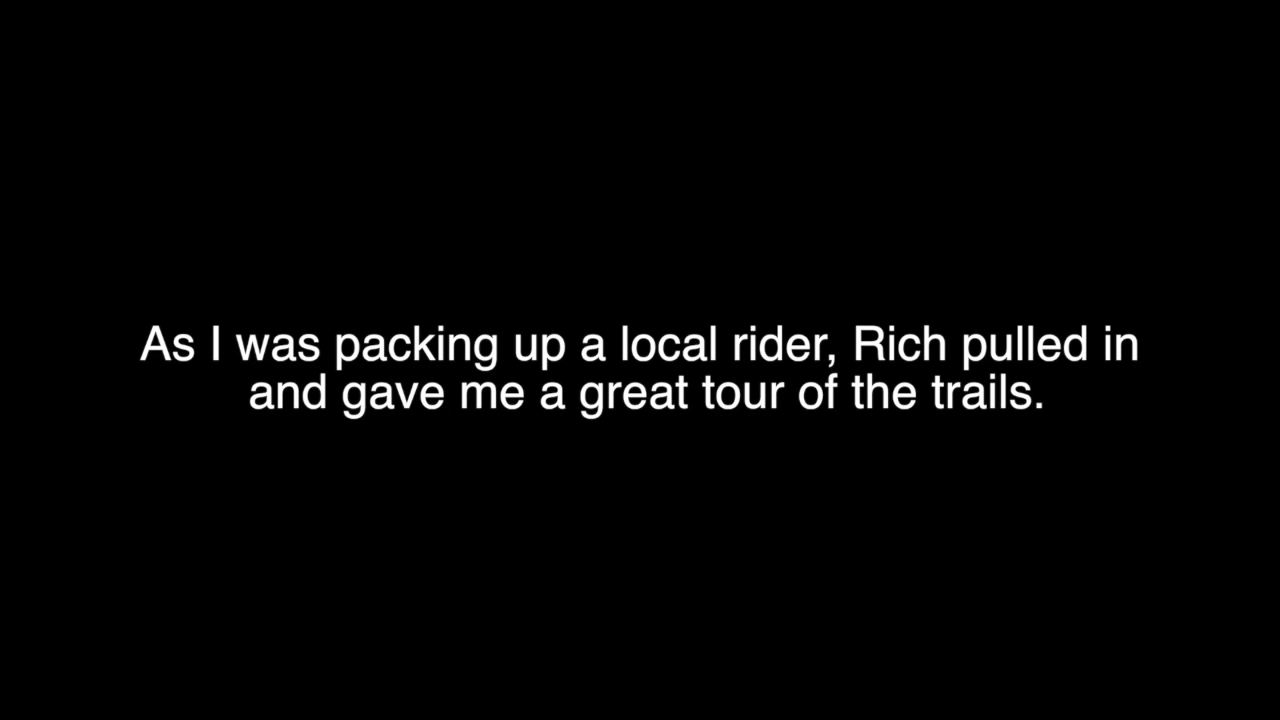 As I was packing up a local rider, Rich pulled in
and gave me a great tour of the trails.